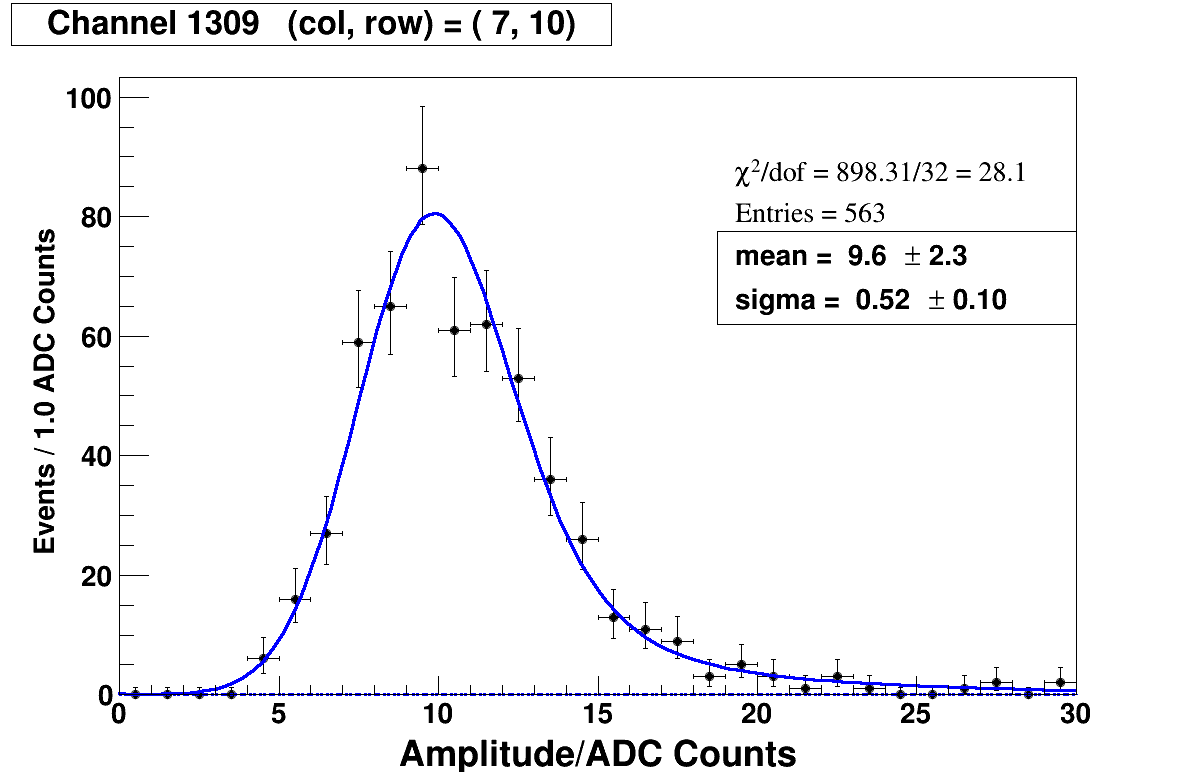 Channel 1309 (col, row) = ( 7, 10)
100
80
60
40
20
0
Events / 1.0 ADC Counts
χ²/dof = 898.31/32 = 28.1
Entries = 563
mean = 9.6 ± 2.3
sigma = 0.52 ± 0.10
0 5 10 15 20 25 30
Amplitude/ADC Counts